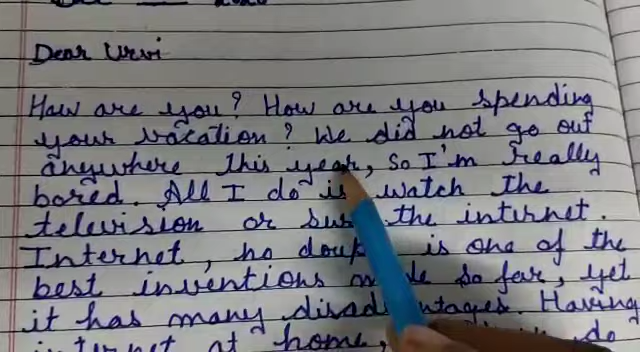 Dear Urvi
How are you? How are you spending
your vacation? We did not go out
anywhere this year, so I'm really
bored. All I do is watch the
television or surf the internet.
Internet, no doubt is one of the
best inventions made so far, yet
it has many disadvantages. Having
internet at home, do